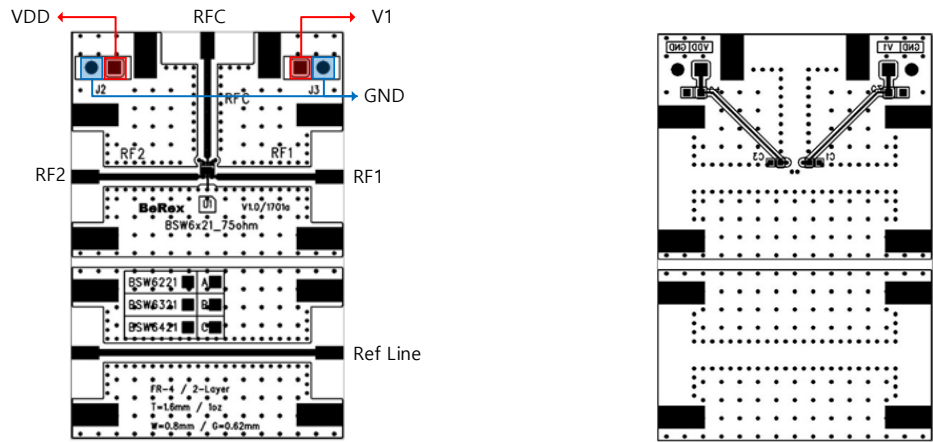 VDD RFC V1
J2 J3
GND
RFC
RF2 RF1
RF2 RF1
BeRex U1 V1.0/1701a
BSW6x21_75ohm
BSW6221 A
BSW6321 B
BSW6421 C
Ref Line
FR-4 / 2-Layer
T=1.6mm / 1oz
W=0.8mm / G=0.62mm
GND VDD V1 GND
C2 C1